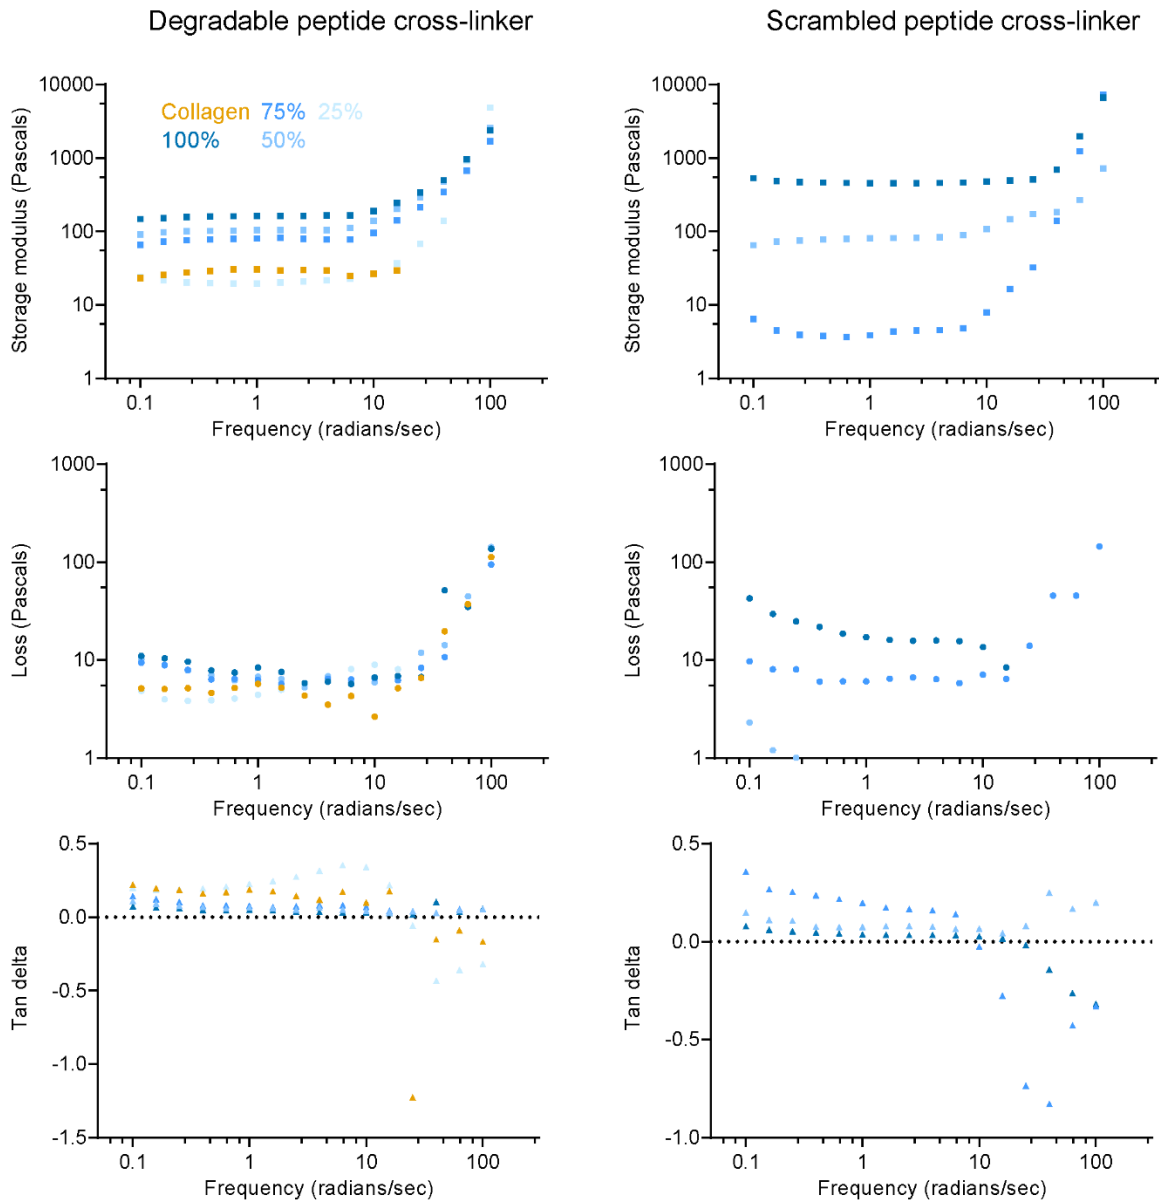 Degradable peptide cross-linker
Scrambled peptide cross-linker
10000
1000
100
10
1
Storage modulus (Pascals)
Collagen 75% 25%
100% 50%
0.1 1 10 100
Frequency (radians/sec)
10000
1000
100
10
1
Storage modulus (Pascals)
0.1 1 10 100
Frequency (radians/sec)
1000
100
10
1
Loss (Pascals)
0.1 1 10 100
Frequency (radians/sec)
1000
100
10
1
Loss (Pascals)
0.1 1 10 100
Frequency (radians/sec)
0.5
0.0
-0.5
-1.0
-1.5
Tan delta
0.1 1 10 100
Frequency (radians/sec)
0.5
0.0
-0.5
-1.0
Tan delta
0.1 1 10 100
Frequency (radians/sec)